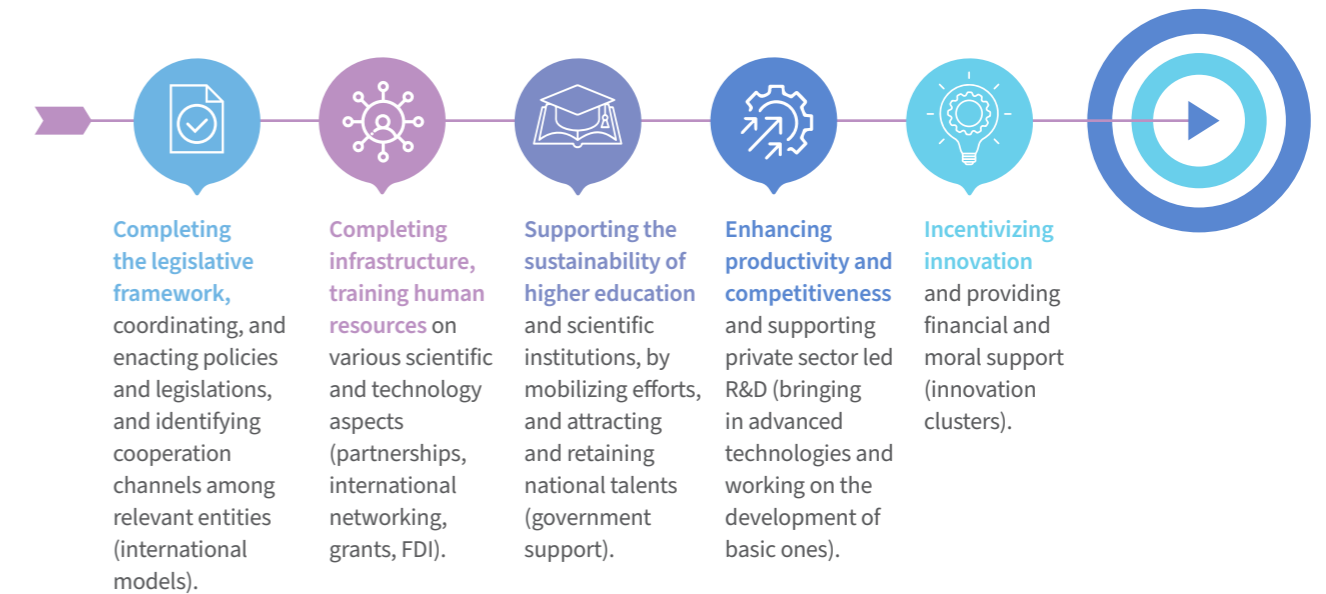 Completing
the legislative
framework,
coordinating, and
enacting policies
and legislations,
and identifying
cooperation
channels among
relevant entities
(international
models).
Completing
infrastructure,
training human
resources on
various scientific
and technology
aspects
(partnerships,
international
networking,
grants, FDI).
Supporting the
sustainability of
higher education
and scientific
institutions, by
mobilizing efforts,
and attracting
and retaining
national talents
(government
support).
Enhancing
productivity and
competitiveness
and supporting
private sector led
R&D (bringing
in advanced
technologies and
working on the
development of
basic ones).
Incentivizing
innovation
and providing
financial and
moral support
(innovation
clusters).